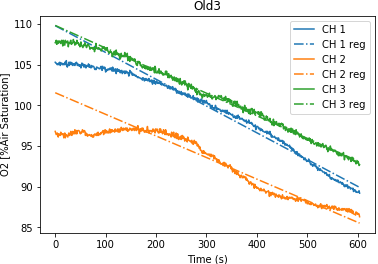 Old3
O2 [%Air Saturation]
110
105
100
95
90
85
0
100
200
300
400
500
600
Time (s)
CH 1
CH 1 reg
CH 2
CH 2 reg
CH 3
CH 3 reg